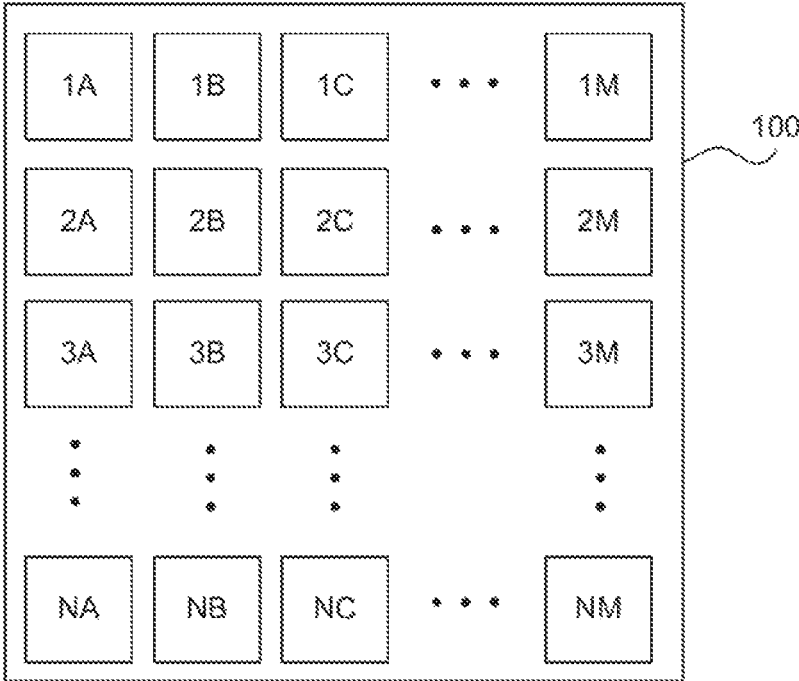 1A 1B 1C • • • 1M
100
2A 2B 2C • • • 2M
3A 3B 3C • • • 3M
NA NB NC • • • NM